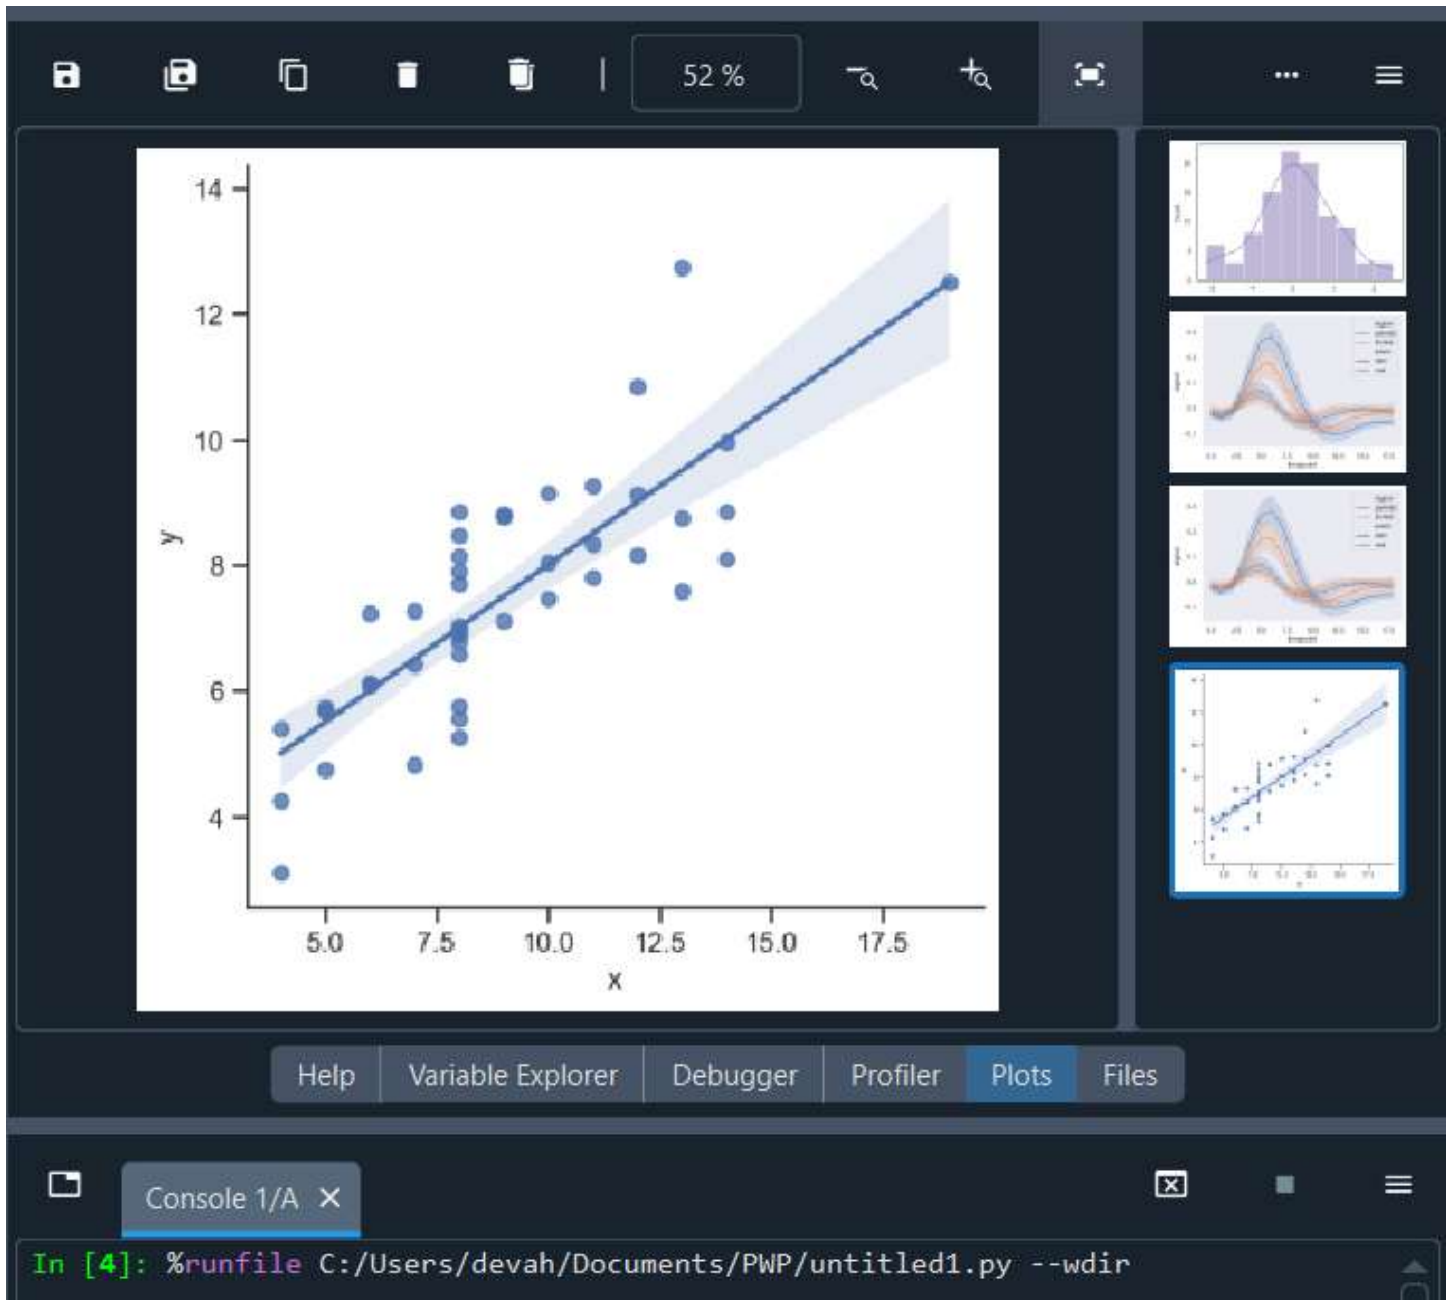 52 %
14
12
10
8
6
4
y
5.0 7.5 10.0 12.5 15.0 17.5
x
Help Variable Explorer Debugger Profiler Plots Files
Console 1/A
In [4]: %runfile C:/Users/devah/Documents/PWP/untitled1.py --wdir